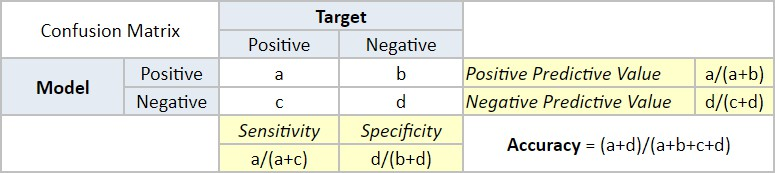 Confusion Matrix
Target
Positive Negative
Model
Positive a b Positive Predictive Value a/(a+b)
Negative c d Negative Predictive Value d/(c+d)
Sensitivity Specificity
a/(a+c) d/(b+d)
Accuracy = (a+d)/(a+b+c+d)